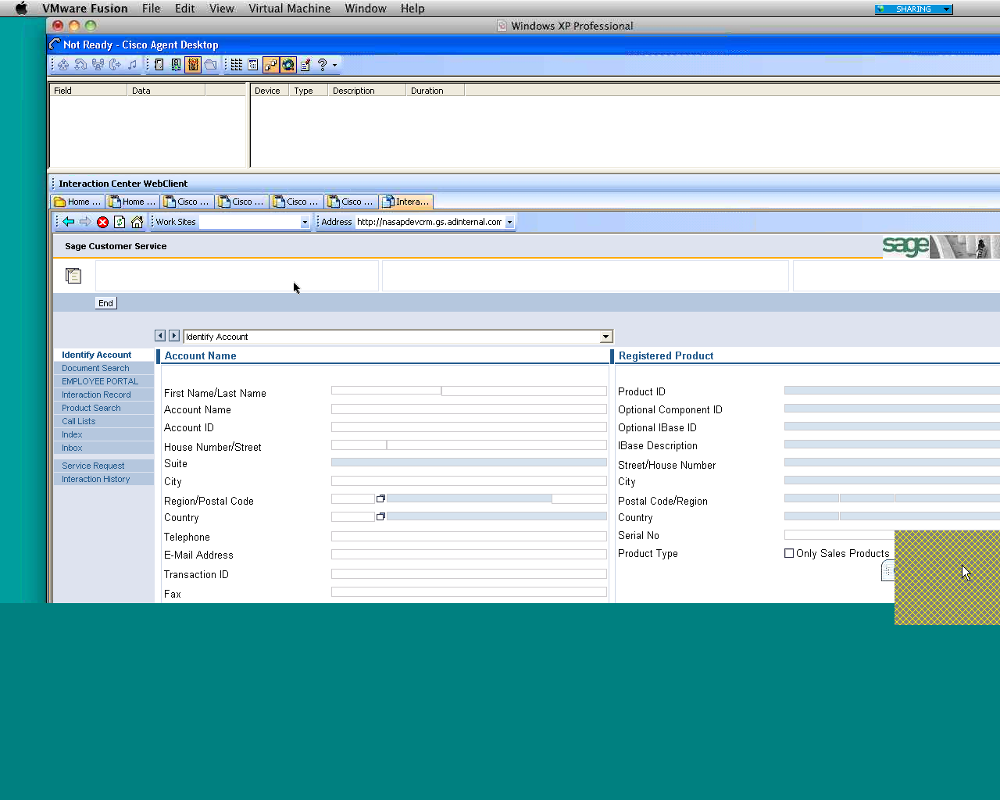 VMware Fusion File Edit View Virtual Machine Window Help SHARING
Windows XP Professional
Not Ready - Cisco Agent Desktop
Field Data Device Type Description Duration
Interaction Center WebClient
Home ... Home ... Cisco ... Cisco ... Cisco ... Cisco ... Intera...
Work Sites Address http://nasapdevcrm.gs.adinternal.com
Sage Customer Service sage
End
Identify Account
Identify Account
Document Search
EMPLOYEE PORTAL
Interaction Record
Product Search
Call Lists
Index
Inbox
Service Request
Interaction History
Account Name
First Name/Last Name
Account Name
Account ID
House Number/Street
Suite
City
Region/Postal Code
Country
Telephone
E-Mail Address
Transaction ID
Fax
Registered Product
Product ID
Optional Component ID
Optional IBase ID
IBase Description
Street/House Number
City
Postal Code/Region
Country
Serial No
Product Type Only Sales Products